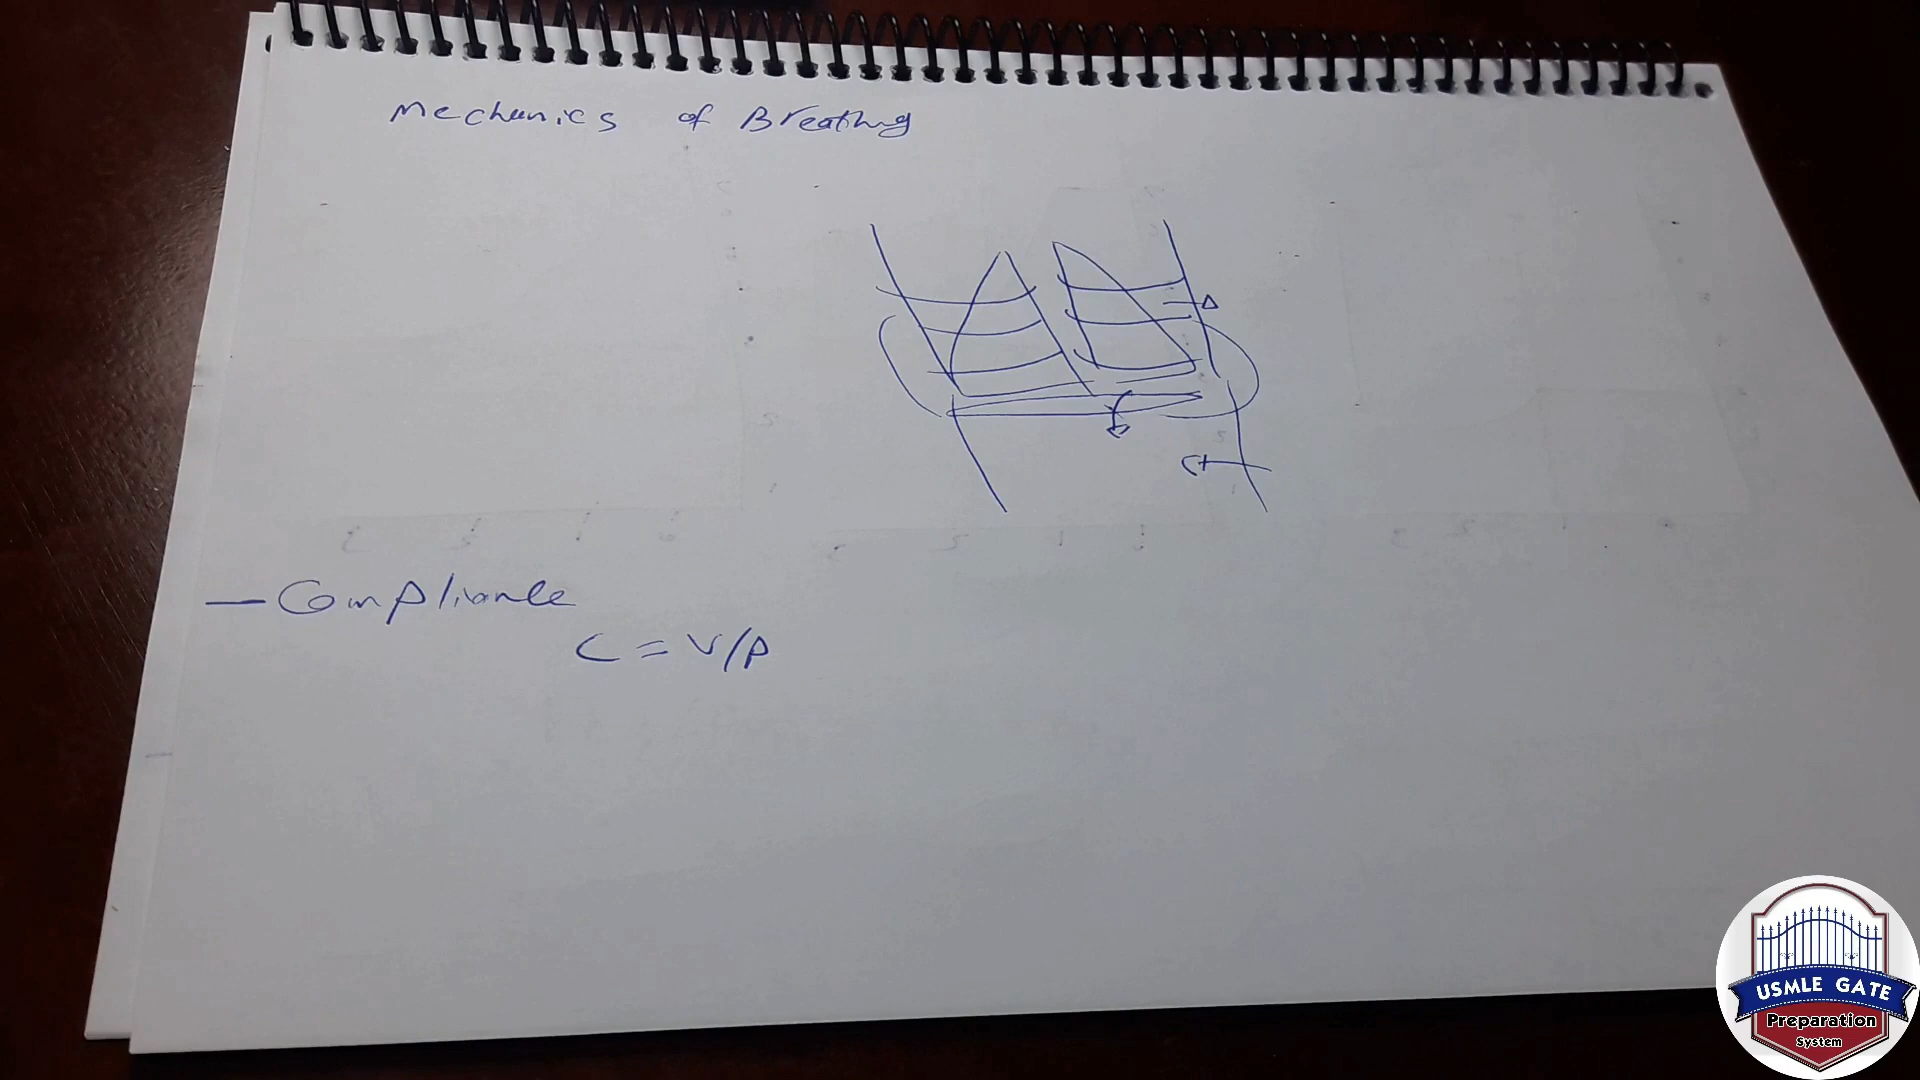 Mechanics of Breathing
— Compliance
C = V/P
USMLE GATE
Preparation
System